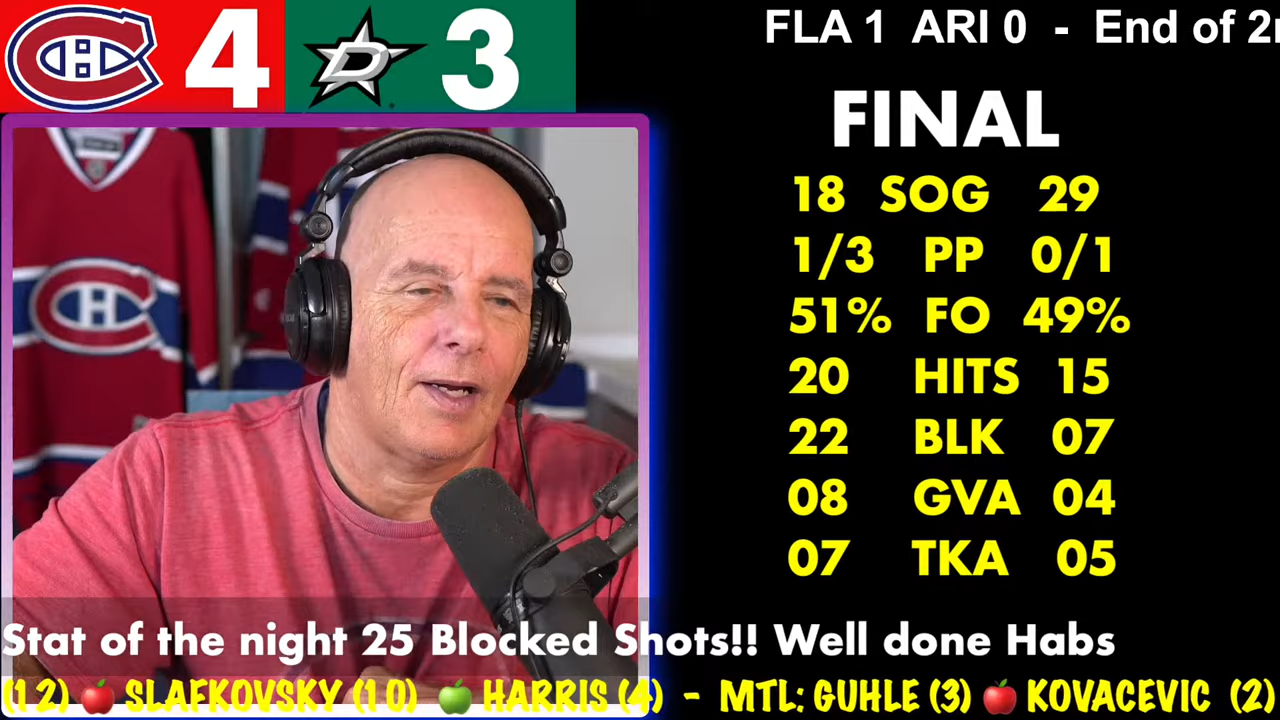 4 3
FLA 1 ARI 0 - End of 2
FINAL
18 SOG 29
1/3 PP 0/1
51% FO 49%
20 HITS 15
22 BLK 07
08 GVA 04
07 TKA 05
Stat of the night 25 Blocked Shots!! Well done Habs
(12) SLAFKOVSKY (10) HARRIS (4) - MTL: GUHLE (3) KOVACEVIC (2)